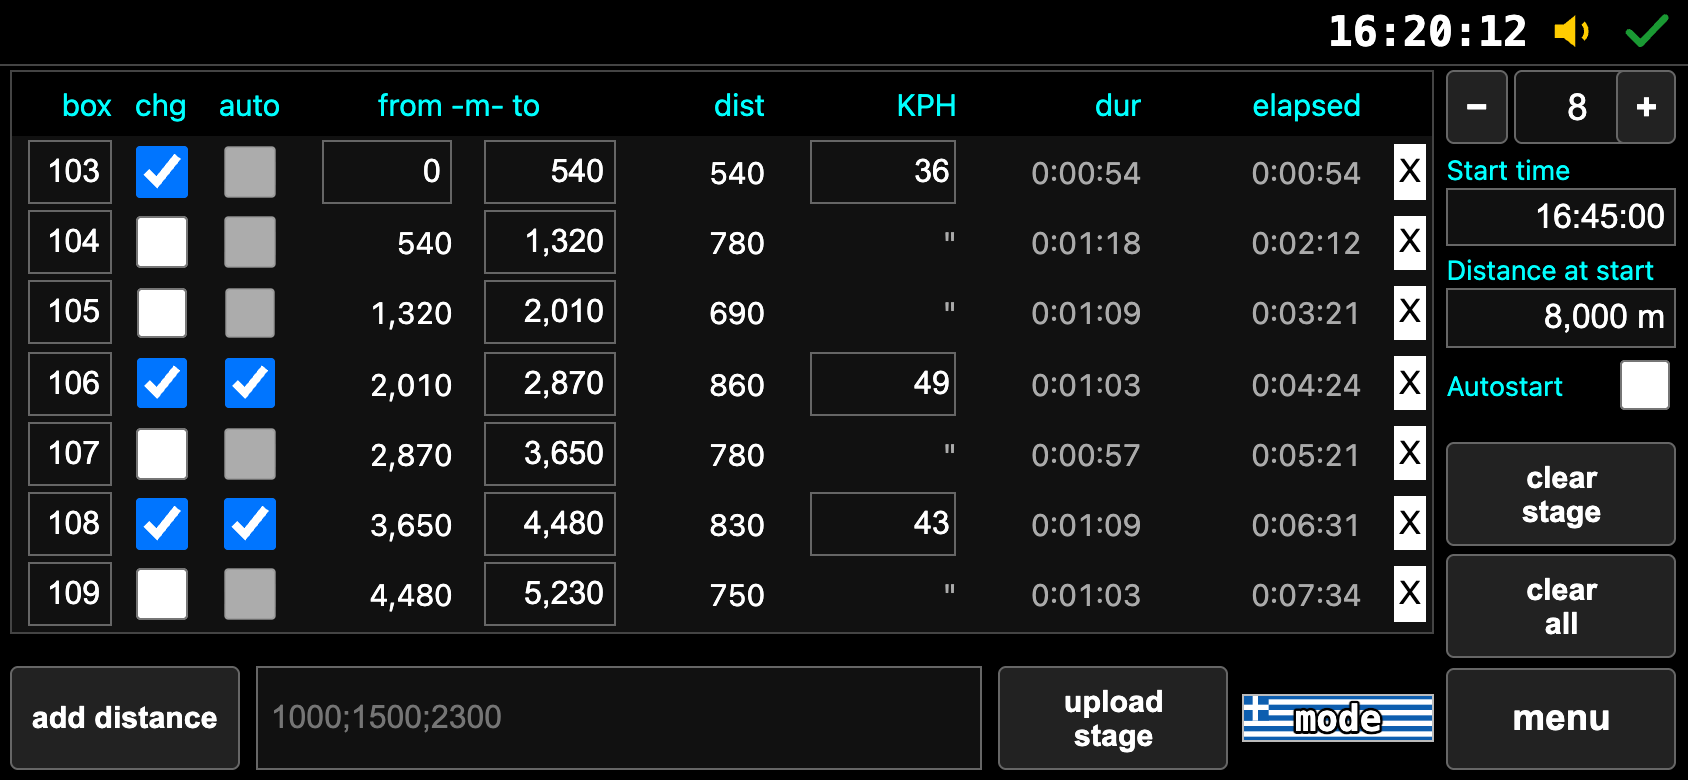 16:20:12
box chg auto from -m- to dist KPH dur elapsed
103 0 540 540 36 0:00:54 0:00:54 X
104 540 1,320 780 " 0:01:18 0:02:12 X
105 1,320 2,010 690 " 0:01:09 0:03:21 X
106 2,010 2,870 860 49 0:01:03 0:04:24 X
107 2,870 3,650 780 " 0:00:57 0:05:21 X
108 3,650 4,480 830 43 0:01:09 0:06:31 X
109 4,480 5,230 750 " 0:01:03 0:07:34 X
− 8 +
Start time
16:45:00
Distance at start
8,000 m
Autostart
clear
stage
clear
all
add distance
1000;1500;2300
upload
stage
mode
menu